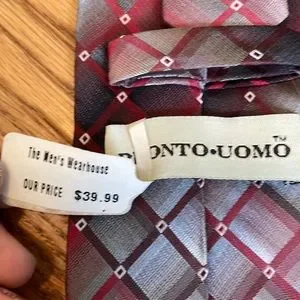 The Men's Wearhouse
OUR PRICE $39.99
ONTO•UOMO™